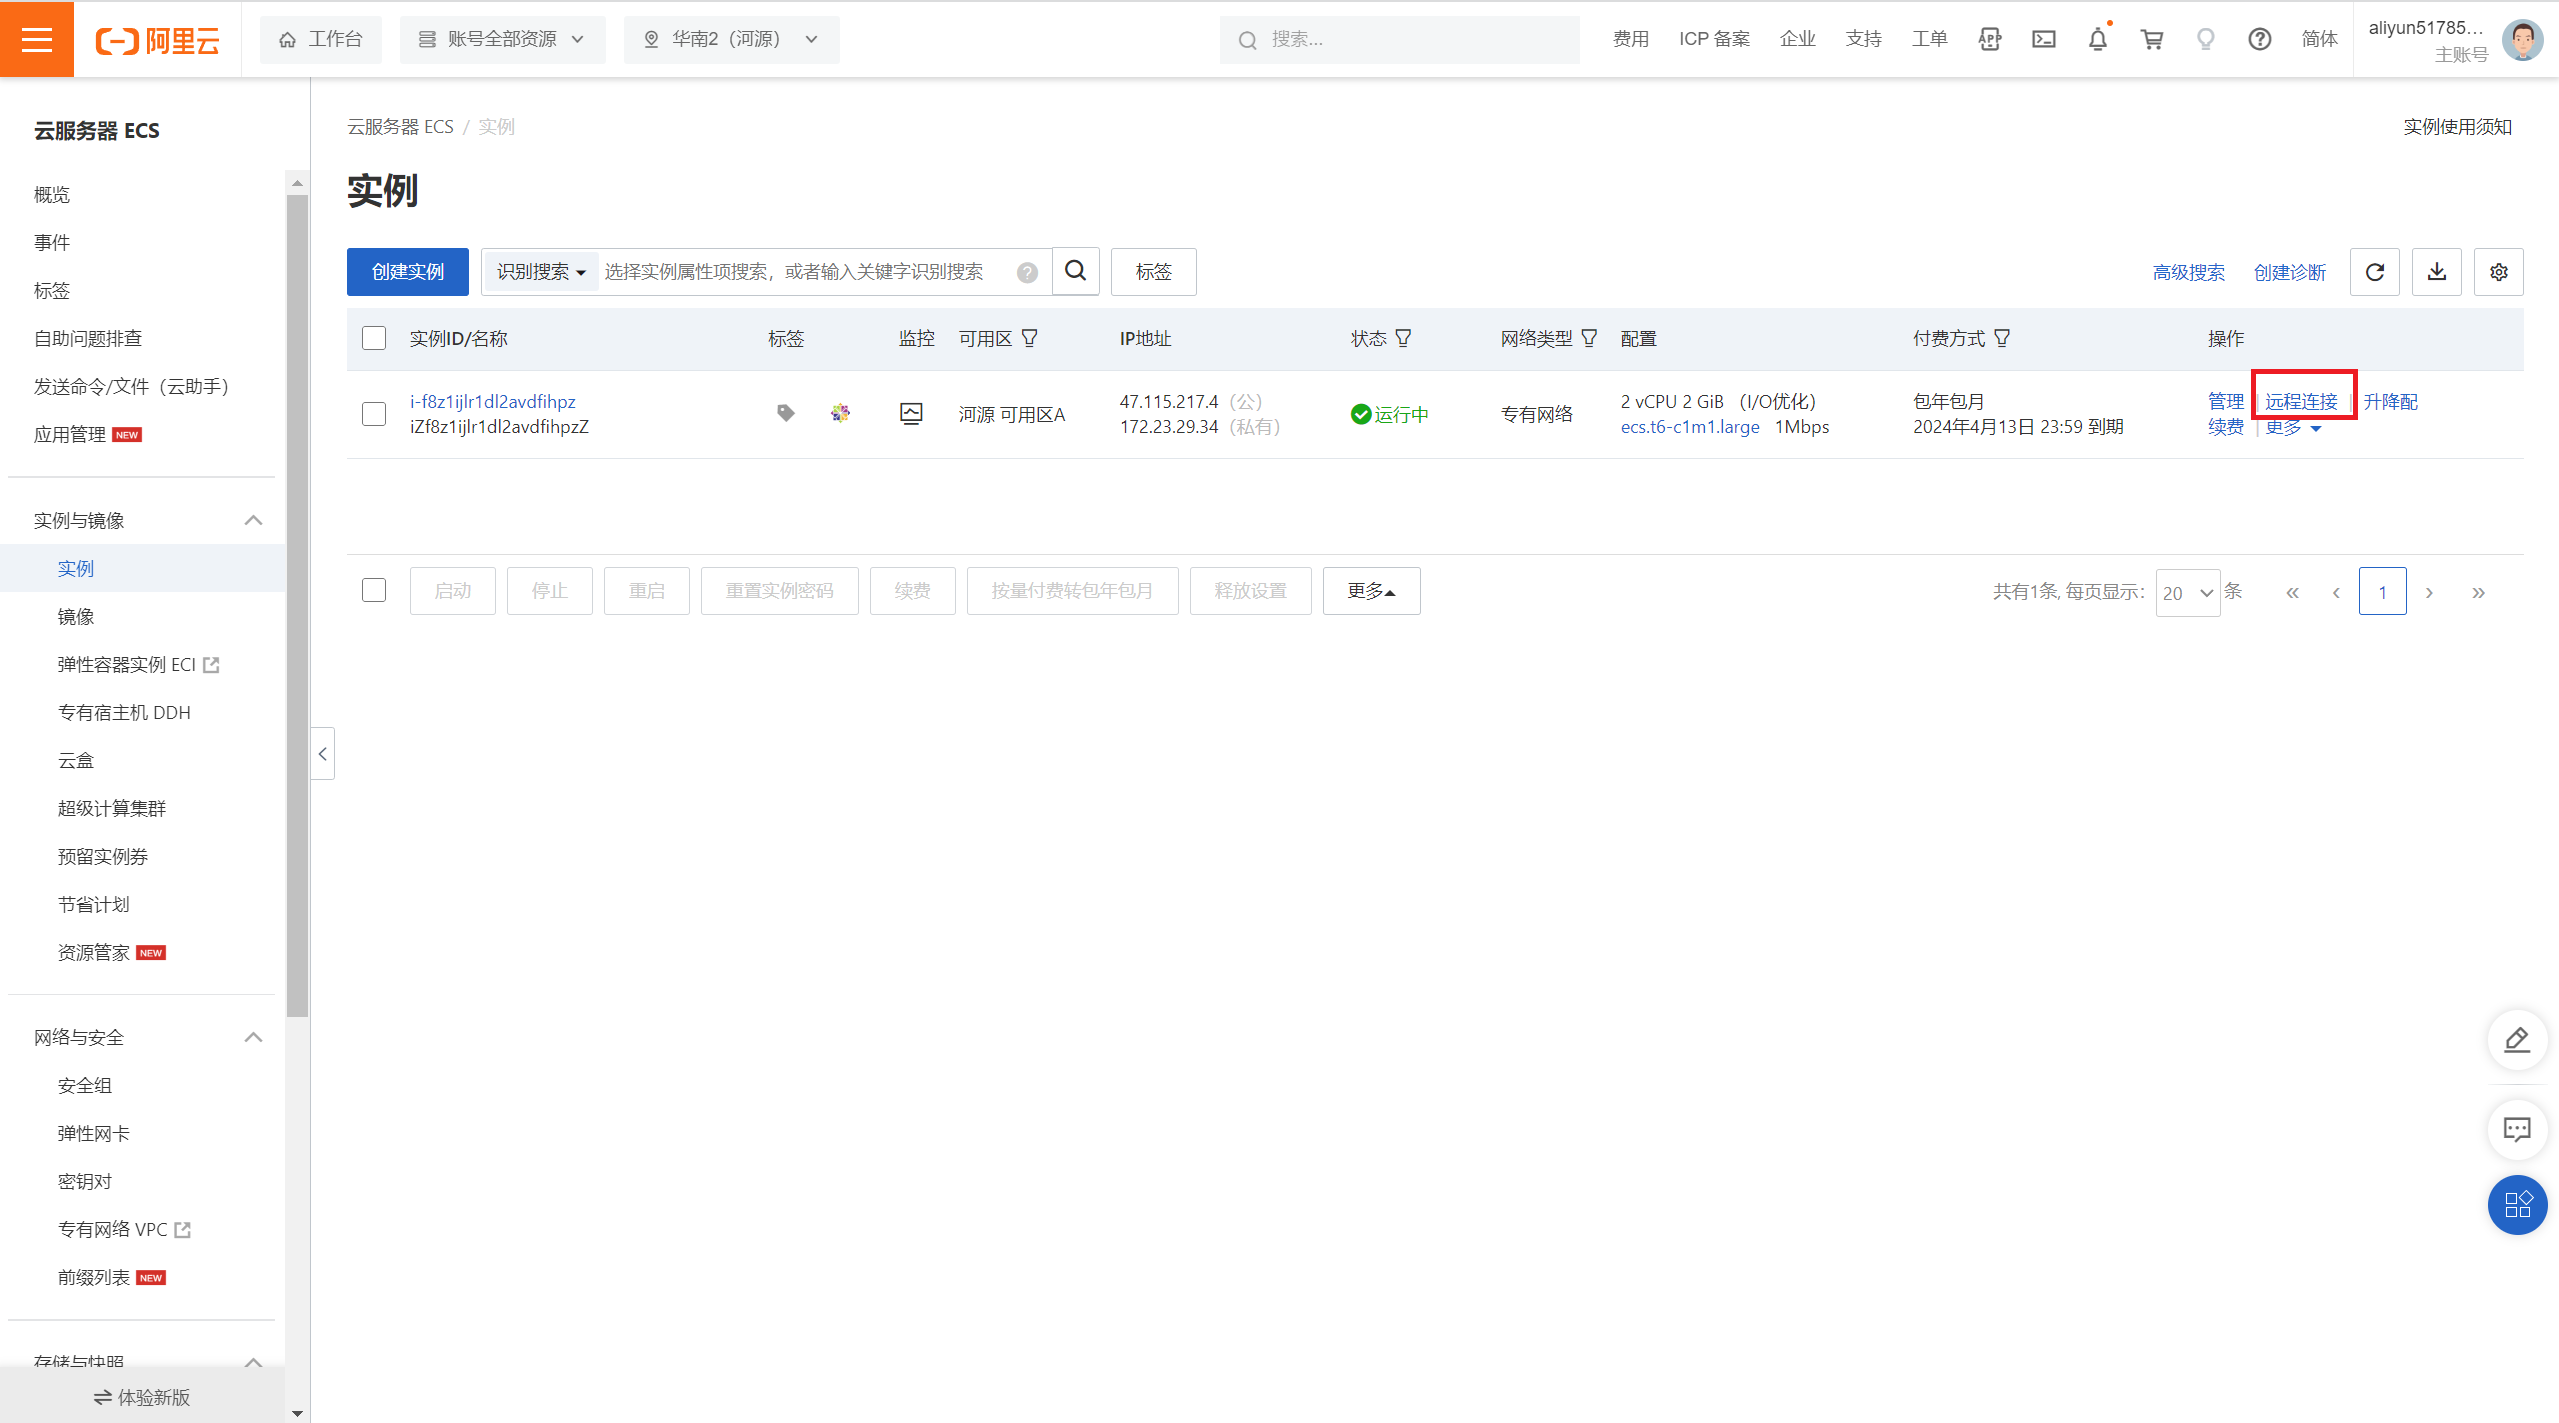 阿里云
工作台
账号全部资源
华南2（河源）
搜索...
费用
ICP 备案
企业
支持
工单
简体
aliyun51785...
主账号
云服务器 ECS
概览
事件
标签
自助问题排查
发送命令/文件（云助手）
应用管理 NEW
实例与镜像
实例
镜像
弹性容器实例 ECI
专有宿主机 DDH
云盒
超级计算集群
预留实例券
节省计划
资源管家 NEW
网络与安全
安全组
弹性网卡
密钥对
专有网络 VPC
前缀列表 NEW
存储与快照
体验新版
云服务器 ECS / 实例
实例使用须知
实例
创建实例
识别搜索
选择实例属性项搜索，或者输入关键字识别搜索
标签
高级搜索
创建诊断
实例ID/名称 标签 监控 可用区 IP地址 状态 网络类型 配置 付费方式 操作
i-f8z1ijlr1dl2avdfihpz
iZf8z1ijlr1dl2avdfihpzZ
河源 可用区A
47.115.217.4（公）
172.23.29.34（私有）
运行中
专有网络
2 vCPU 2 GiB （I/O优化）
ecs.t6-c1m1.large 1Mbps
包年包月
2024年4月13日 23:59 到期
管理 | 远程连接 | 升降配
续费 | 更多
启动
停止
重启
重置实例密码
续费
按量付费转包年包月
释放设置
更多
共有1条, 每页显示: 20 条
« ‹ 1 › »